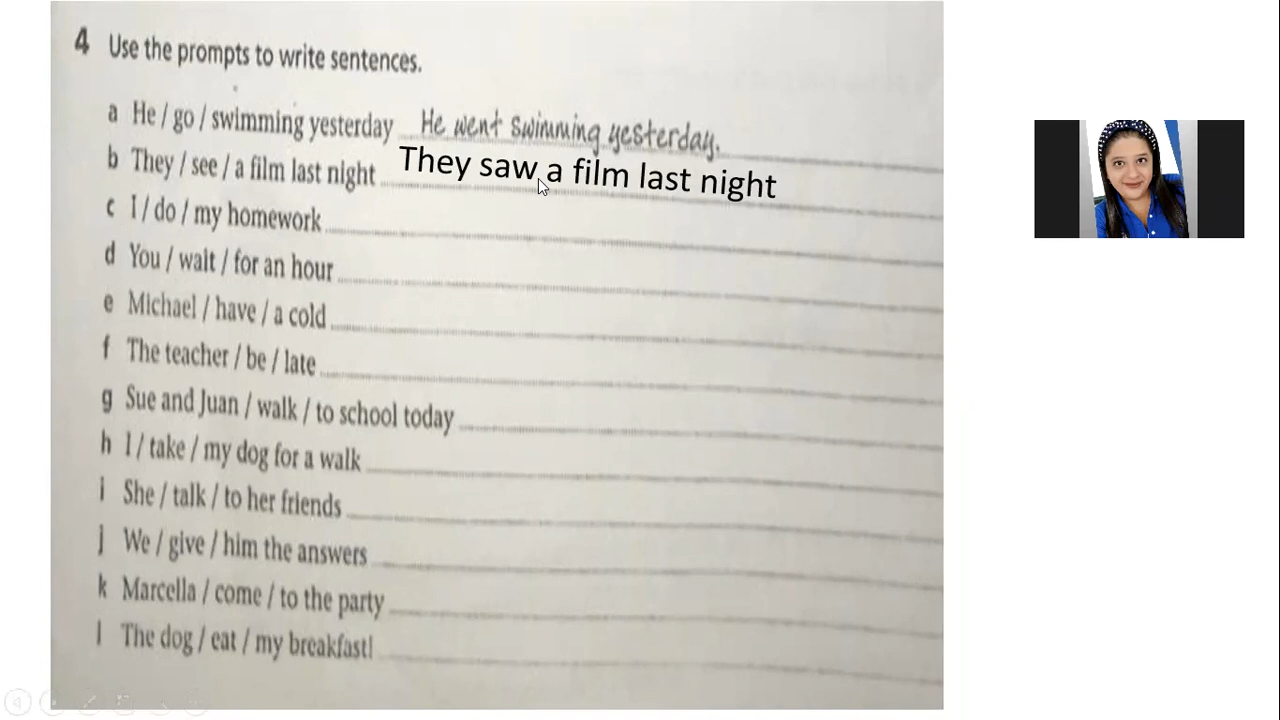 4 Use the prompts to write sentences.
a He / go / swimming yesterday He went swimming yesterday.
b They / see / a film last night They saw a film last night
c I / do / my homework
d You / wait / for an hour
e Michael / have / a cold
f The teacher / be / late
g Sue and Juan / walk / to school today
h I / take / my dog for a walk
i She / talk / to her friends
j We / give / him the answers
k Marcella / come / to the party
l The dog / eat / my breakfast!